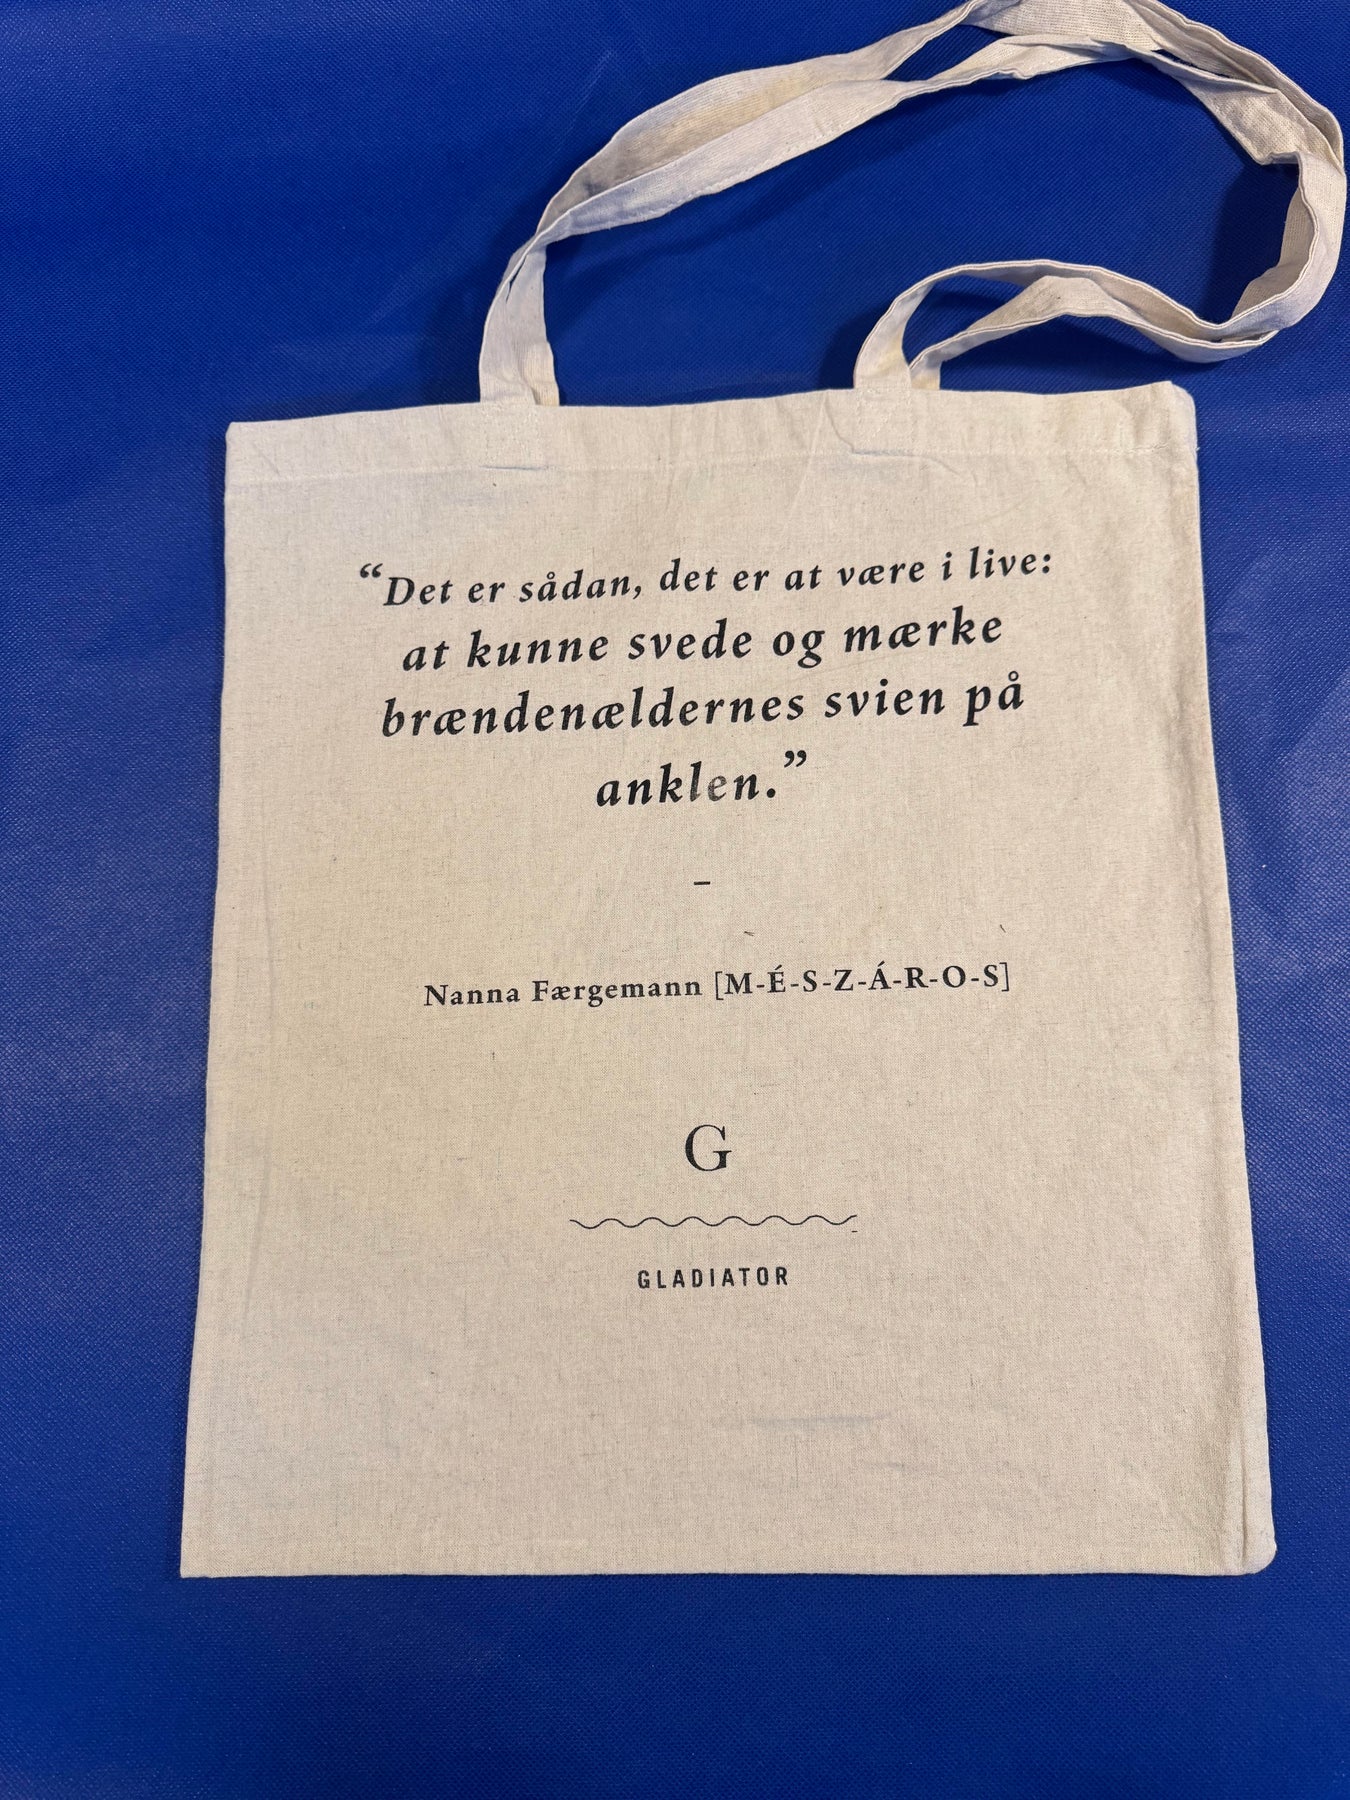 “Det er sådan, det er at være i live:
at kunne svede og mærke
brændenældernes svien på
anklen.”
–
Nanna Færgemann [M-É-S-Z-Á-R-O-S]
G
GLADIATOR